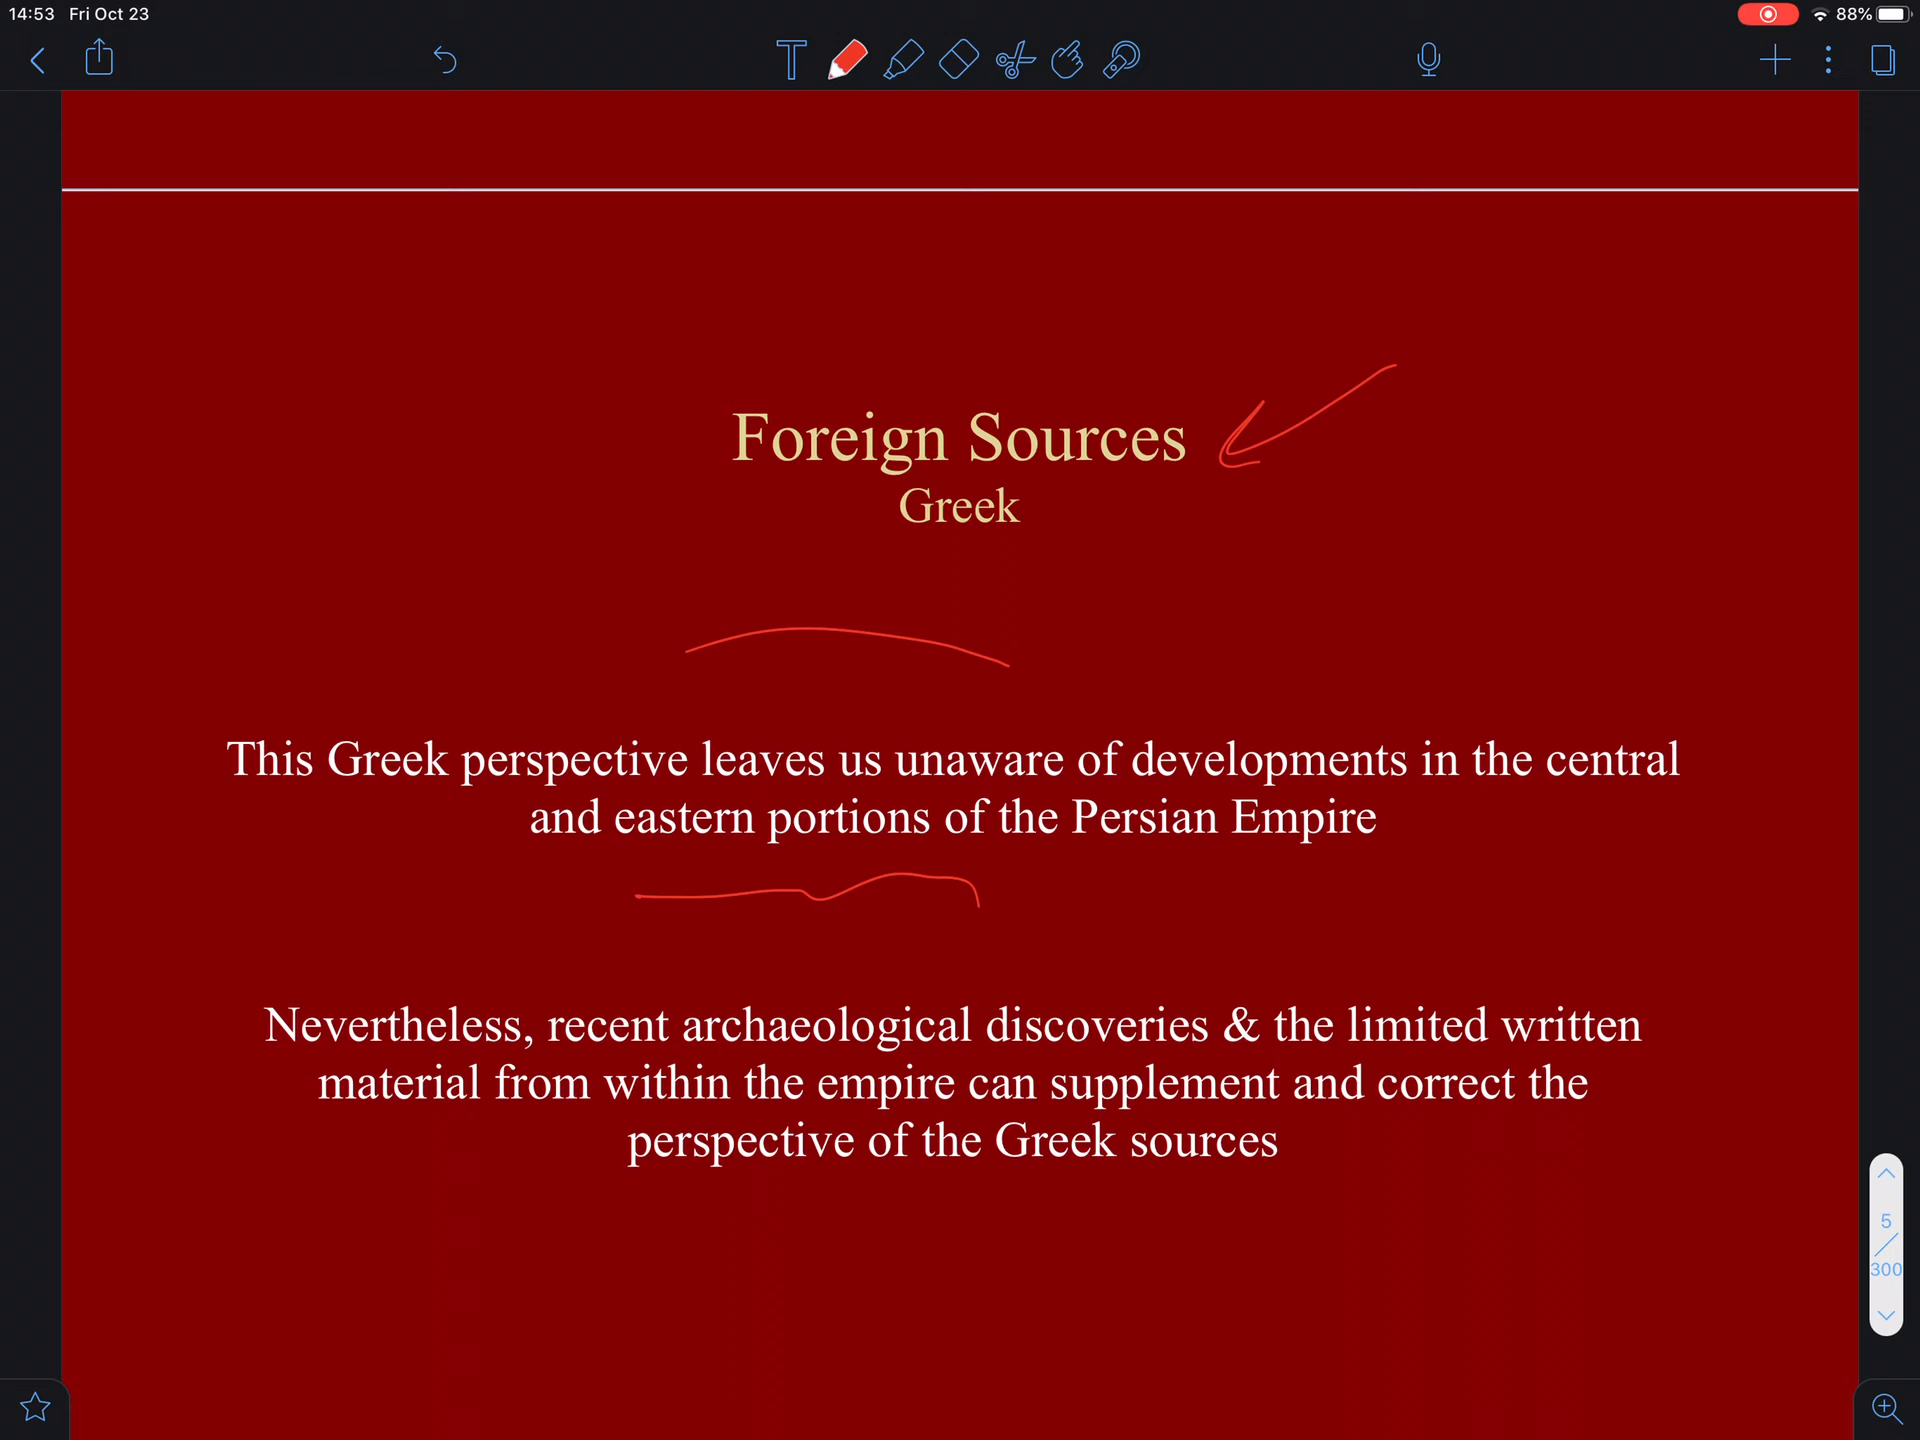 14:53 Fri Oct 23
88%
T
Foreign Sources
Greek
This Greek perspective leaves us unaware of developments in the central
and eastern portions of the Persian Empire
Nevertheless, recent archaeological discoveries & the limited written
material from within the empire can supplement and correct the
perspective of the Greek sources
5
/
300